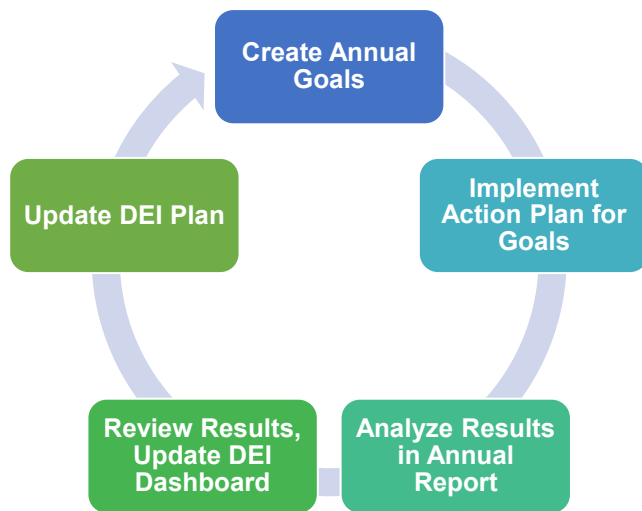 Create Annual
Goals
Implement
Action Plan for
Goals
Analyze Results
in Annual
Report
Review Results,
Update DEI
Dashboard
Update DEI Plan